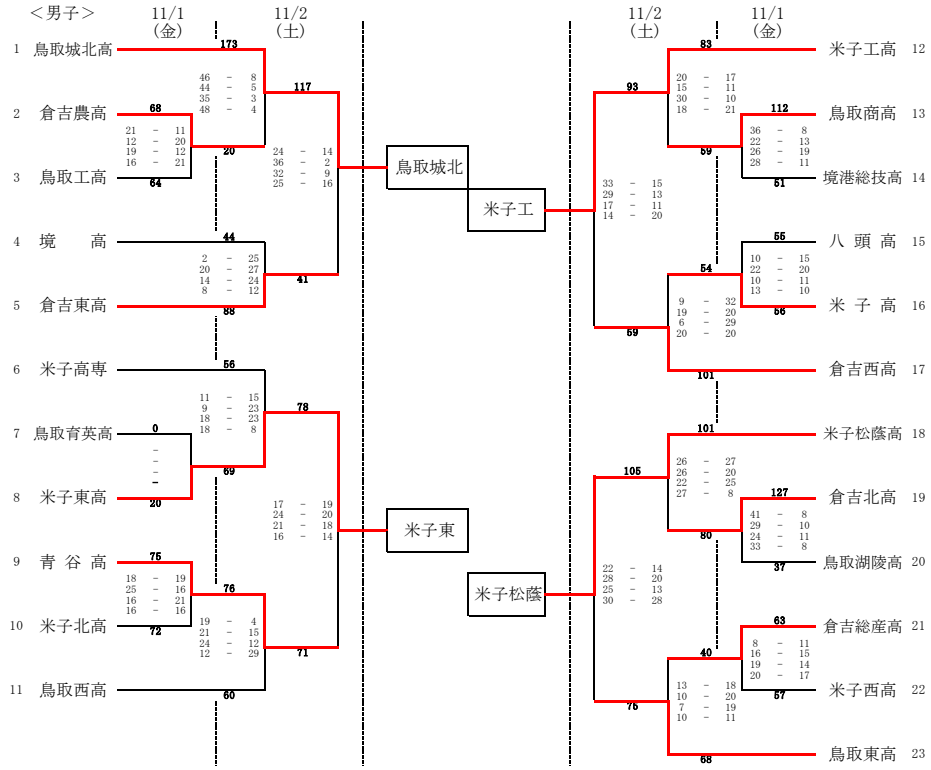 ＜男子＞ 11/1 11/2 11/2 11/1
(金) (土) (土) (金)
1 鳥取城北高
173
46 - 8
44 - 5
35 - 3
48 - 4
2 倉吉農高
68
21 - 11
12 - 20
19 - 12
16 - 21
20
3 鳥取工高
64
117
24 - 14
36 - 2
32 - 9
25 - 16
4 境 高
44
2 - 25
20 - 27
14 - 24
8 - 12
41
5 倉吉東高
88
鳥取城北
6 米子高専
56
11 - 15
9 - 23
18 - 23
18 - 8
78
7 鳥取育英高
0
-
-
-
-
69
8 米子東高
20
17 - 19
24 - 20
21 - 18
16 - 14
米子東
9 青谷高
75
18 - 19
25 - 16
16 - 21
16 - 16
76
10 米子北高
72
19 - 4
21 - 15
24 - 12
12 - 29
71
11 鳥取西高
60
83
米子工高 12
93
20 - 17
15 - 11
30 - 10
18 - 21
112
鳥取商高 13
36 - 8
22 - 13
26 - 19
28 - 11
59
51
境港総技高 14
米子工
33 - 15
29 - 13
17 - 11
14 - 20
55
八頭高 15
54
10 - 15
22 - 20
10 - 11
13 - 10
56
米子高 16
9 - 32
19 - 20
6 - 29
20 - 20
59
101
倉吉西高 17
101
米子松蔭高 18
105
26 - 27
26 - 20
22 - 25
27 - 8
127
倉吉北高 19
41 - 8
29 - 10
24 - 11
33 - 8
80
37
鳥取湖陵高 20
米子松蔭
22 - 14
28 - 20
25 - 13
30 - 28
63
倉吉総産高 21
40
8 - 11
16 - 15
19 - 14
20 - 17
57
米子西高 22
13 - 18
10 - 20
7 - 19
10 - 11
75
68
鳥取東高 23